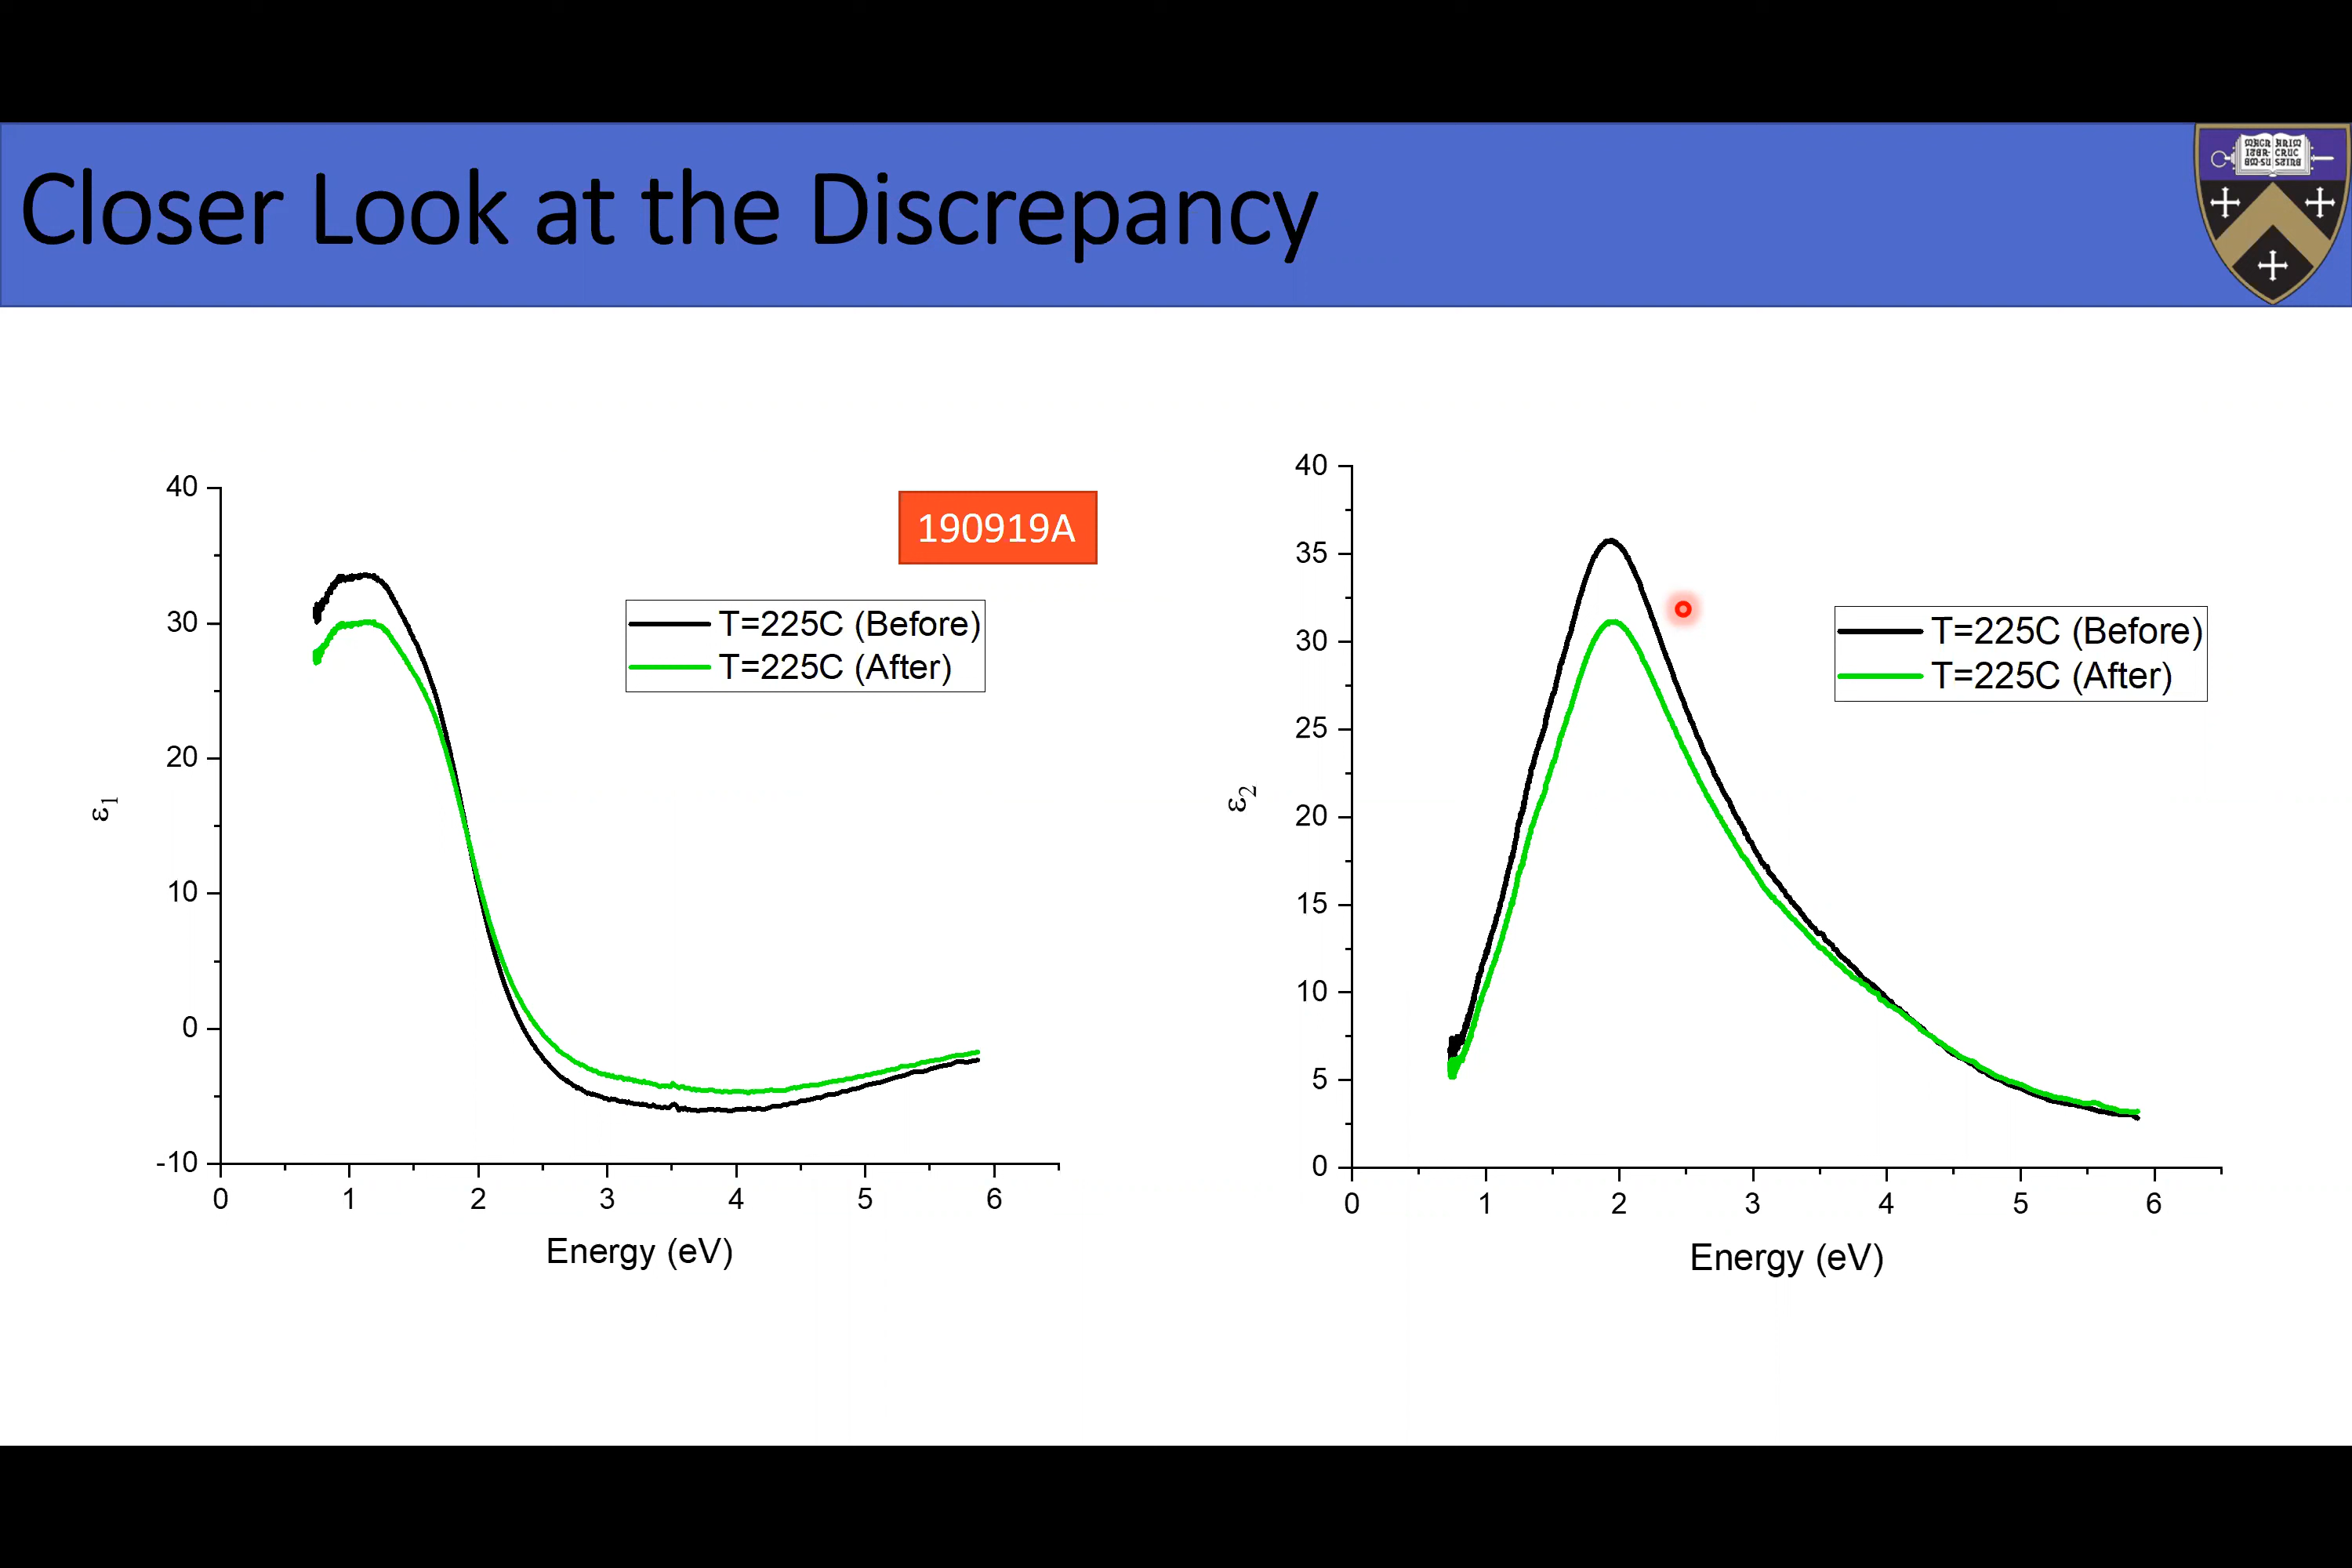 Closer Look at the Discrepancy
190919A
40
30
20
10
0
-10
ε1
T=225C (Before)
T=225C (After)
0 1 2 3 4 5 6
Energy (eV)
40
35
30
25
20
15
10
5
0
ε2
T=225C (Before)
T=225C (After)
0 1 2 3 4 5 6
Energy (eV)